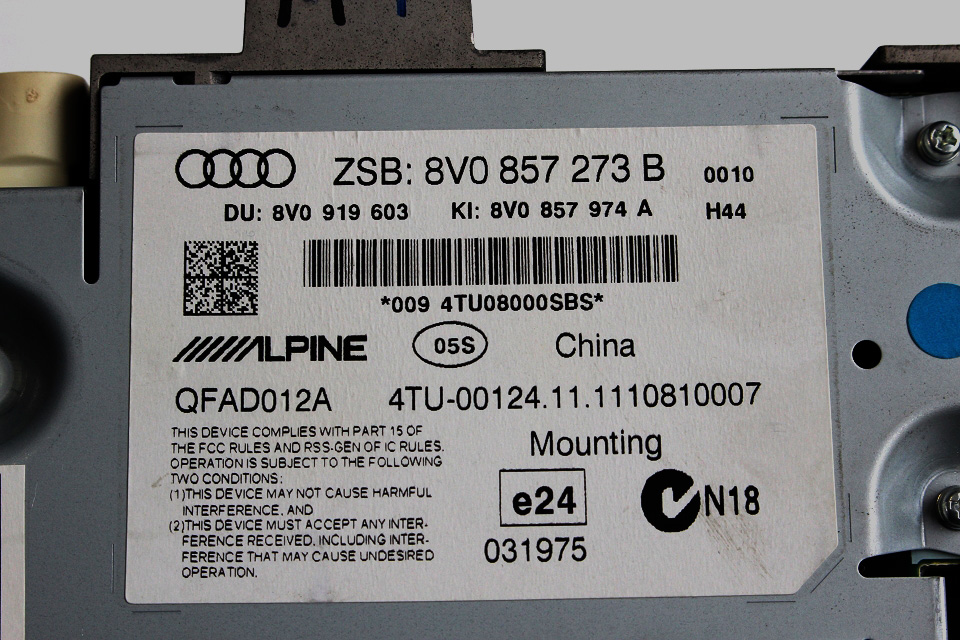 ZSB: 8V0 857 273 B 0010
DU: 8V0 919 603 KI: 8V0 857 974 A H44
*009 4TU08000SBS*
ALPINE 05S China
QFAD012A 4TU-00124.11.1110810007
THIS DEVICE COMPLIES WITH PART 15 OF
THE FCC RULES AND RSS-GEN OF IC RULES.
OPERATION IS SUBJECT TO THE FOLLOWING
TWO CONDITIONS:
(1)THIS DEVICE MAY NOT CAUSE HARMFUL
INTERFERENCE, AND
(2)THIS DEVICE MUST ACCEPT ANY INTER-
FERENCE RECEIVED, INCLUDING INTER-
FERENCE THAT MAY CAUSE UNDESIRED
OPERATION.
Mounting
e24
N18
031975